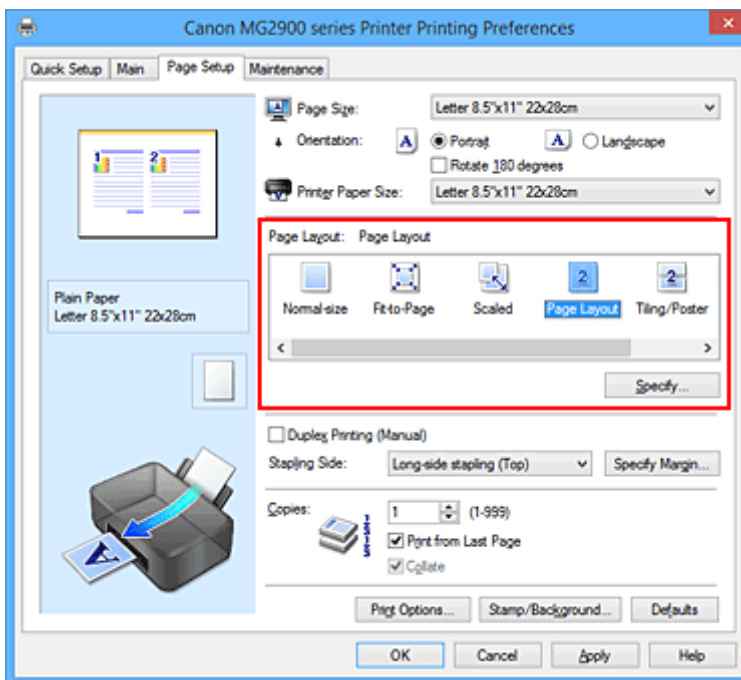 Canon MG2900 series Printer Printing Preferences
Quick Setup Main Page Setup Maintenance
Page Size: Letter 8.5"x11" 22x28cm
Orientation: A Portrait A Landscape
Rotate 180 degrees
Printer Paper Size: Letter 8.5"x11" 22x28cm
1 2
Page Layout: Page Layout
2 2
Normal-size Fit-to-Page Scaled Page Layout Tiling/Poster
Plain Paper
Letter 8.5"x11" 22x28cm
Specify...
Duplex Printing (Manual)
Stapling Side: Long-side stapling (Top) Specify Margin...
Copies: 1 (1-999)
Print from Last Page
Collate
A
Print Options... Stamp/Background... Defaults
OK Cancel Apply Help